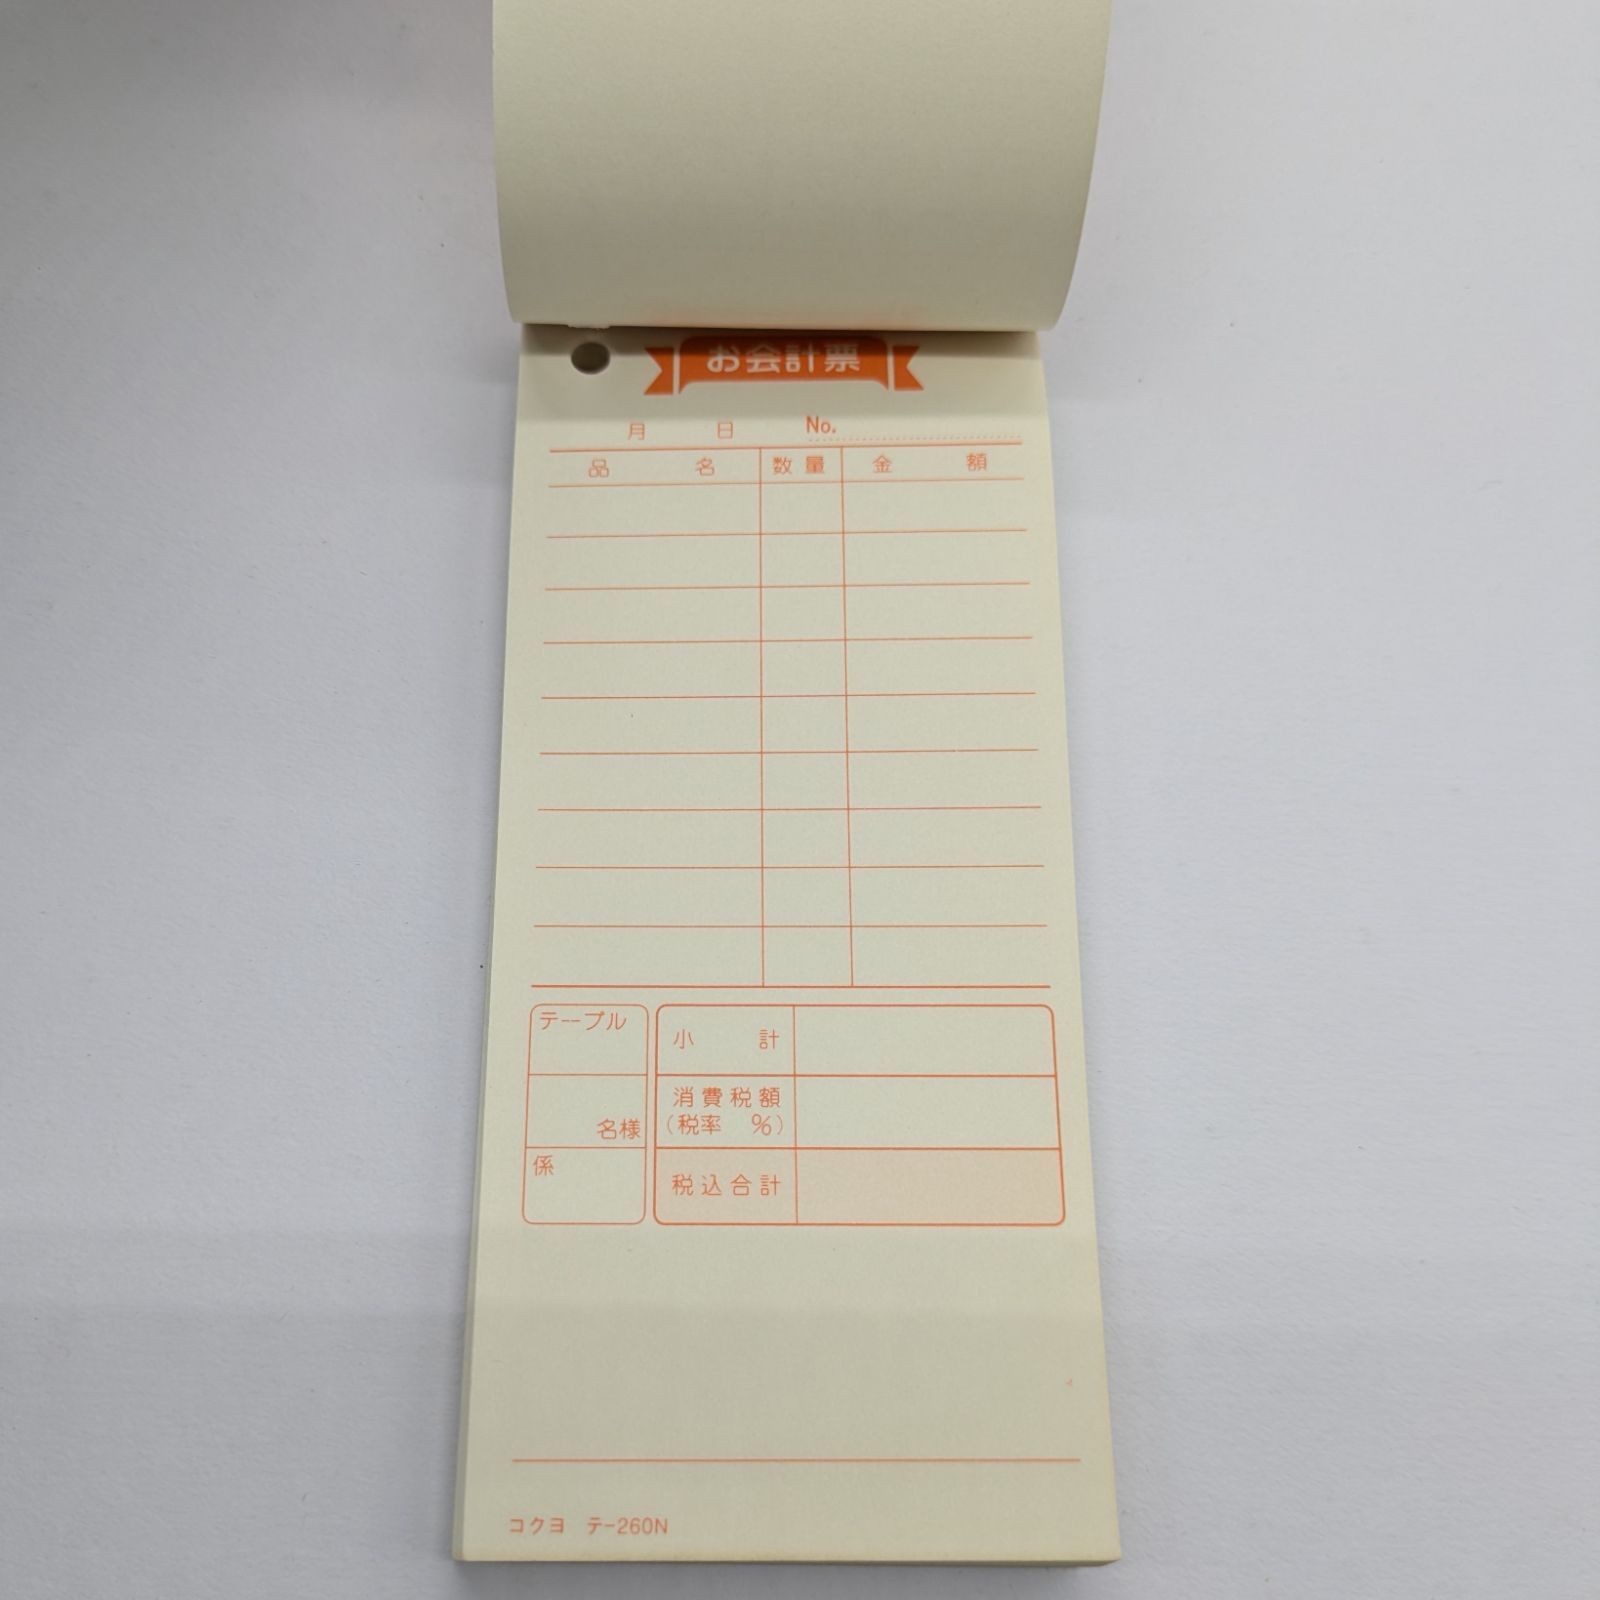 お会計票
月 日 No.
品名 数量 金額
テーブル
名様
係
小計
消費税額
(税率 %)
税込合計
コクヨ テ-260N